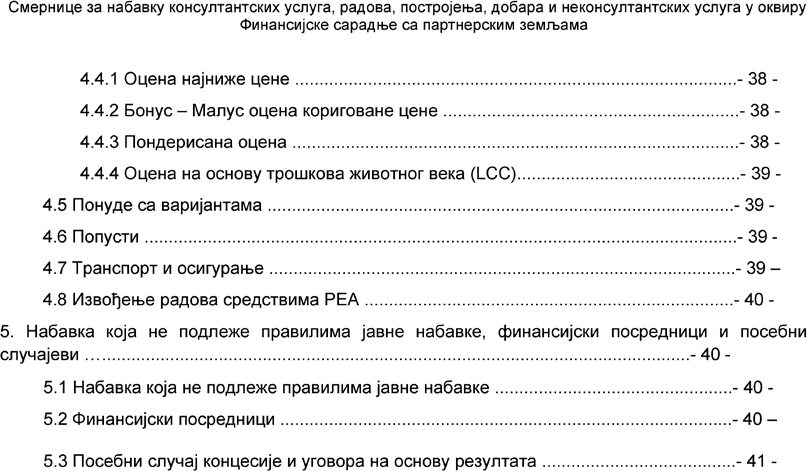 Смернице за набавку консултантских услуга, радова, постројења, добара и неконсултантских услуга у оквиру
Финансијске сарадње са партнерским земљама
4.4.1 Оцена најниже цене ........................................................................- 38 -
4.4.2 Бонус – Малус оцена кориговане цене ................................................- 38 -
4.4.3 Пондерисана оцена ........................................................................- 38 -
4.4.4 Оцена на основу трошкова животног века (LCC).....................................- 39 -
4.5 Понуде са варијантама ............................................................................- 39 -
4.6 Попусти ................................................................................................- 39 -
4.7 Транспорт и осигурање ............................................................................- 39 –
4.8 Извођење радова средствима РЕА ............................................................- 40 -
5. Набавка која не подлеже правилима јавне набавке, финансијски посредници и посебни
случајеви ….................................................................................................- 40 -
5.1 Набавка која не подлеже правилима јавне набавке .......................................- 40 -
5.2 Финансијски посредници ..........................................................................- 40 –
5.3 Посебни случај концесије и уговора на основу резултата ................................- 41 -